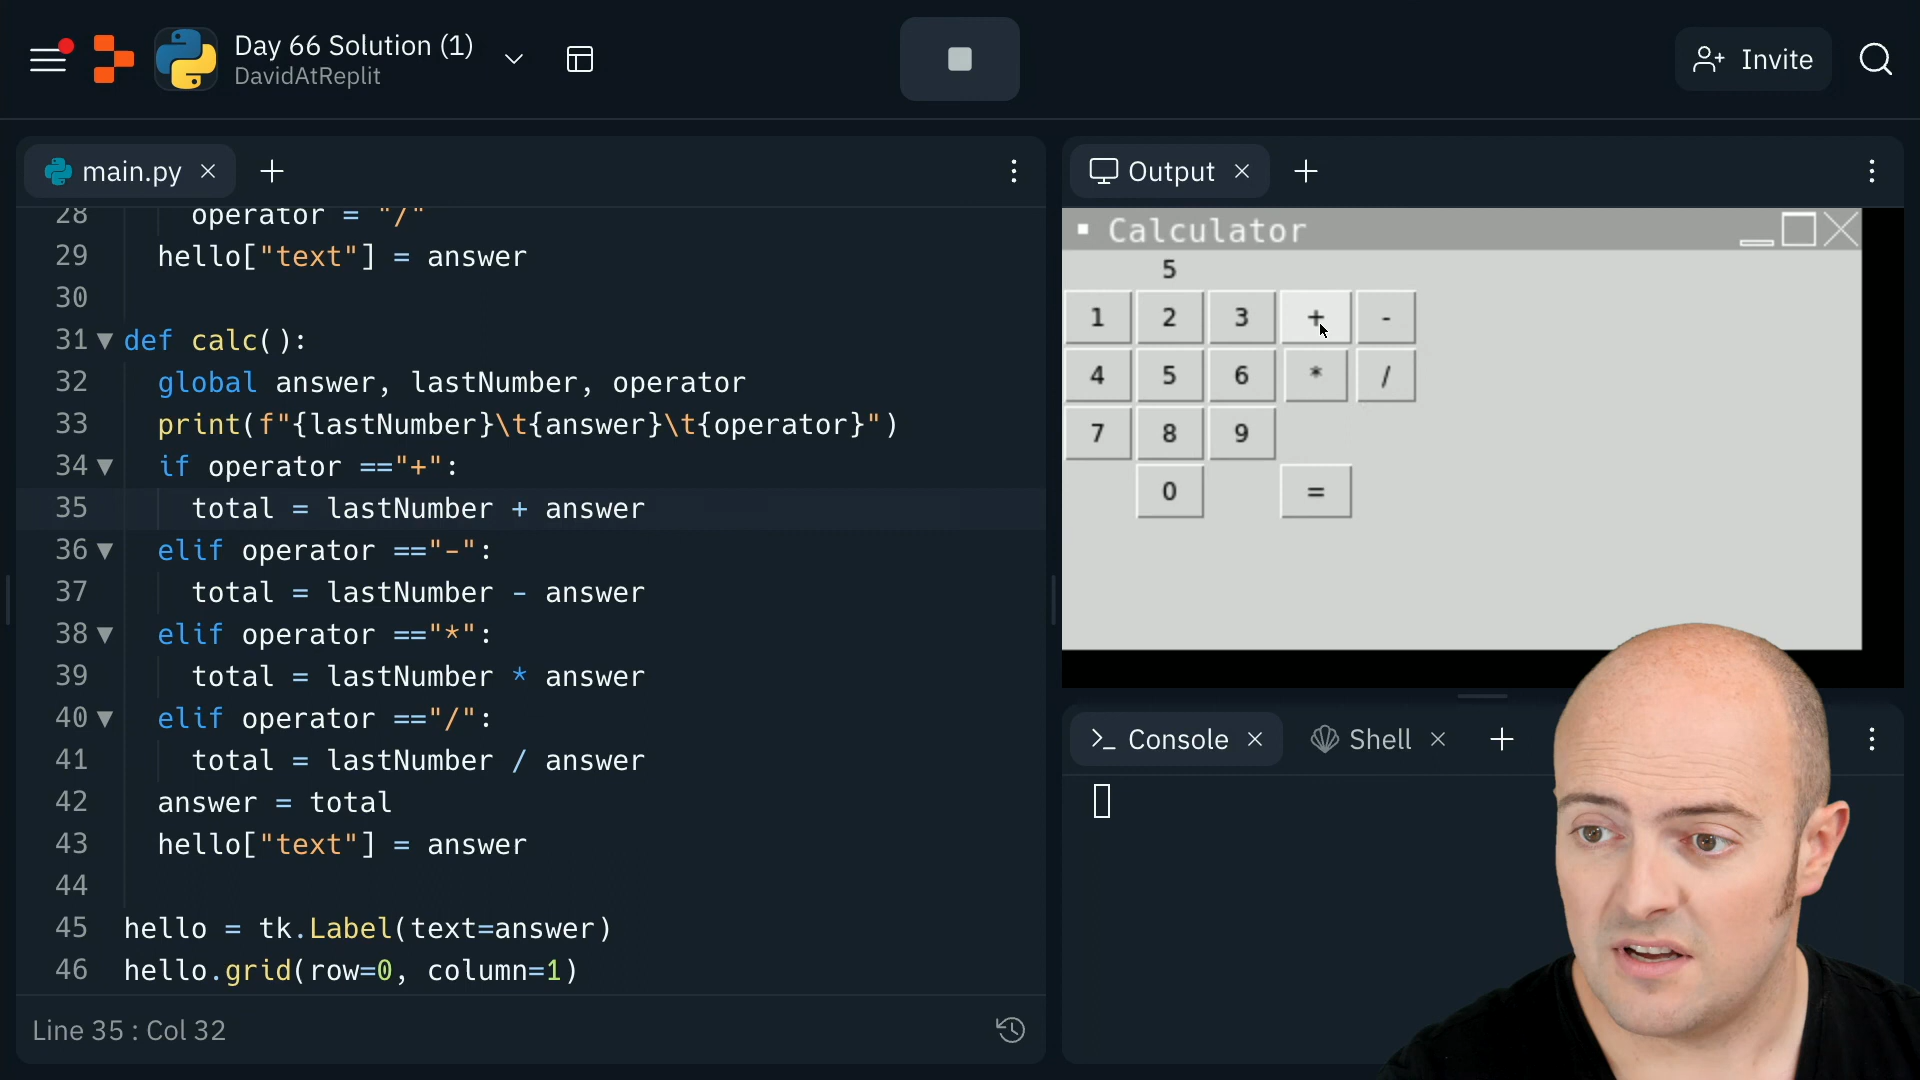 Day 66 Solution (1)
DavidAtReplit
Invite
main.py
28 operator = "/"
29 hello["text"] = answer
30
31 def calc():
32 global answer, lastNumber, operator
33 print(f"{lastNumber}\t{answer}\t{operator}")
34 if operator =="+":
35 total = lastNumber + answer
36 elif operator =="-":
37 total = lastNumber - answer
38 elif operator =="*":
39 total = lastNumber * answer
40 elif operator =="/":
41 total = lastNumber / answer
42 answer = total
43 hello["text"] = answer
44
45 hello = tk.Label(text=answer)
46 hello.grid(row=0, column=1)
Line 35 : Col 32
Output
Calculator
5
1 2 3 + -
4 5 6 * /
7 8 9
0 =
Console
Shell